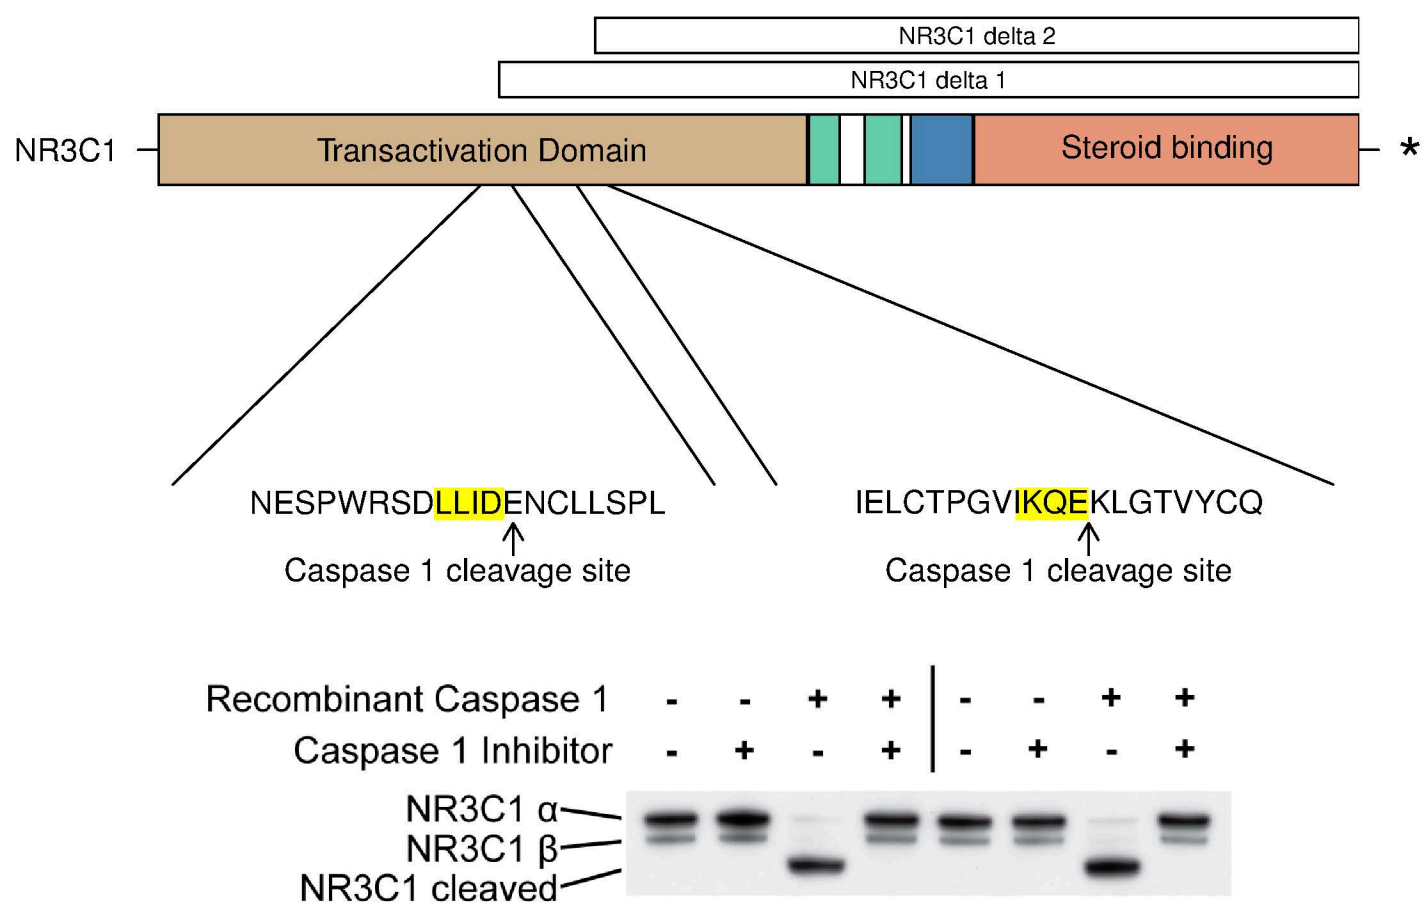 NR3C1 delta 2
NR3C1 delta 1
NR3C1 Transactivation Domain Steroid binding *
NESPWRSDLLIDENCLLSPL IELCTPGVIKQEKLGTVYCQ
Caspase 1 cleavage site Caspase 1 cleavage site
Recombinant Caspase 1 - - + + - - + +
Caspase 1 Inhibitor - + - + - + - +
NR3C1 α
NR3C1 β
NR3C1 cleaved